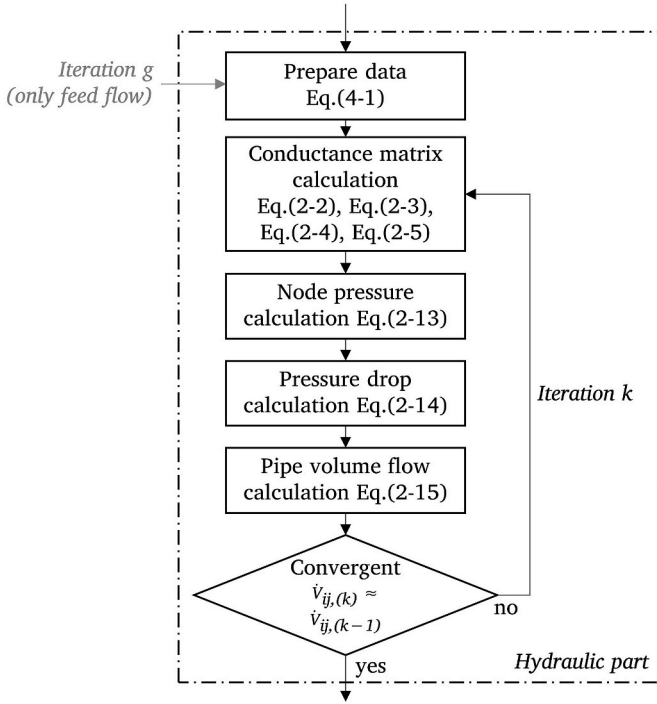 Iteration g
(only feed flow)
Prepare data
Eq.(4-1)
Conductance matrix
calculation
Eq.(2-2), Eq.(2-3),
Eq.(2-4), Eq.(2-5)
Node pressure
calculation Eq.(2-13)
Pressure drop
calculation Eq.(2-14)
Iteration k
Pipe volume flow
calculation Eq.(2-15)
Convergent
V̇ij,(k) ≈
V̇ij,(k−1)
no
yes
Hydraulic part